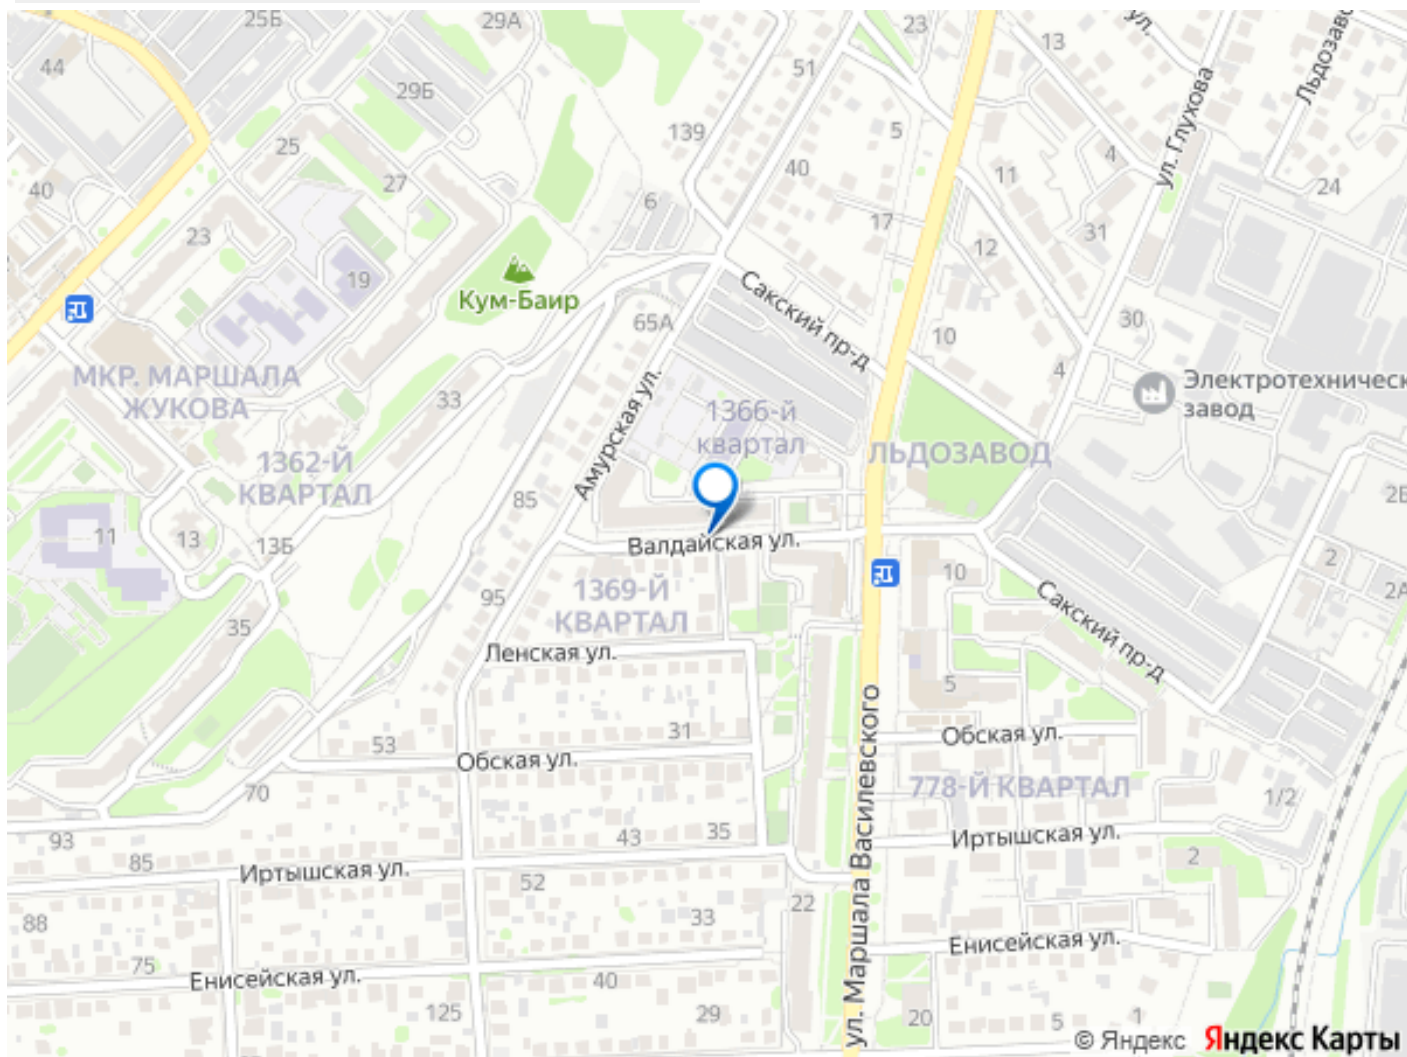 25Б
29А
23
13
ул.
Льдозаво
44
51
29Б
ул. Глухова
139
5
25
4
40
27
40
11
24
6
17
23
12
31
19
Сакский пр-д
Кум-Баир
65А
30
10
МКР. МАРШАЛА
ЖУКОВА
33
4
Электротехническ
завод
Амурская ул.
1366-й
квартал
1362-Й
КВАРТАЛ
ЛЬДОЗАВОД
85
2Б
11
13
13Б
Валдайская ул.
2
10
1369-Й
КВАРТАЛ
95
2А
35
Сакский пр-д
Ленская ул.
5
31
53
Обская ул.
Обская ул.
70
778-Й КВАРТАЛ
1/2
93
85
43
35
Иртышская ул.
Иртышская ул.
2
52
ул. Маршала Василевского
22
88
33
Енисейская ул.
75
Енисейская ул.
40
125
29
20
5
1
© Яндекс Яндекс Карты